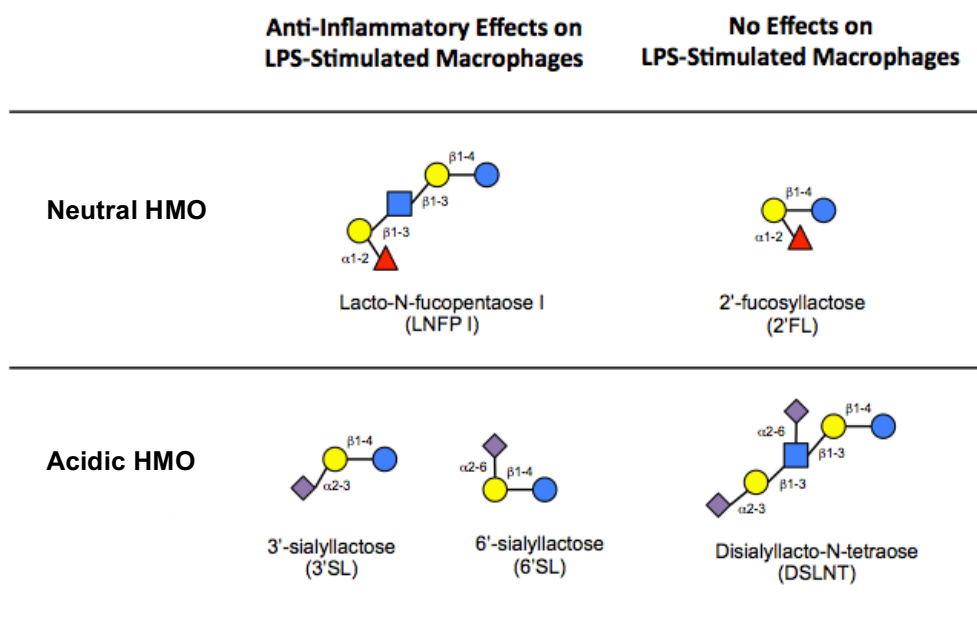 Anti-Inflammatory Effects on
LPS-Stimulated Macrophages
No Effects on
LPS-Stimulated Macrophages
Neutral HMO
β1-4
β1-3
β1-3
α1-2
Lacto-N-fucopentaose I
(LNFP I)
β1-4
α1-2
2'-fucosyllactose
(2'FL)
Acidic HMO
β1-4
α2-3
3'-sialyllactose
(3'SL)
α2-6
β1-4
6'-sialyllactose
(6'SL)
β1-4
α2-6
β1-3
β1-3
α2-3
Disialyllacto-N-tetraose
(DSLNT)